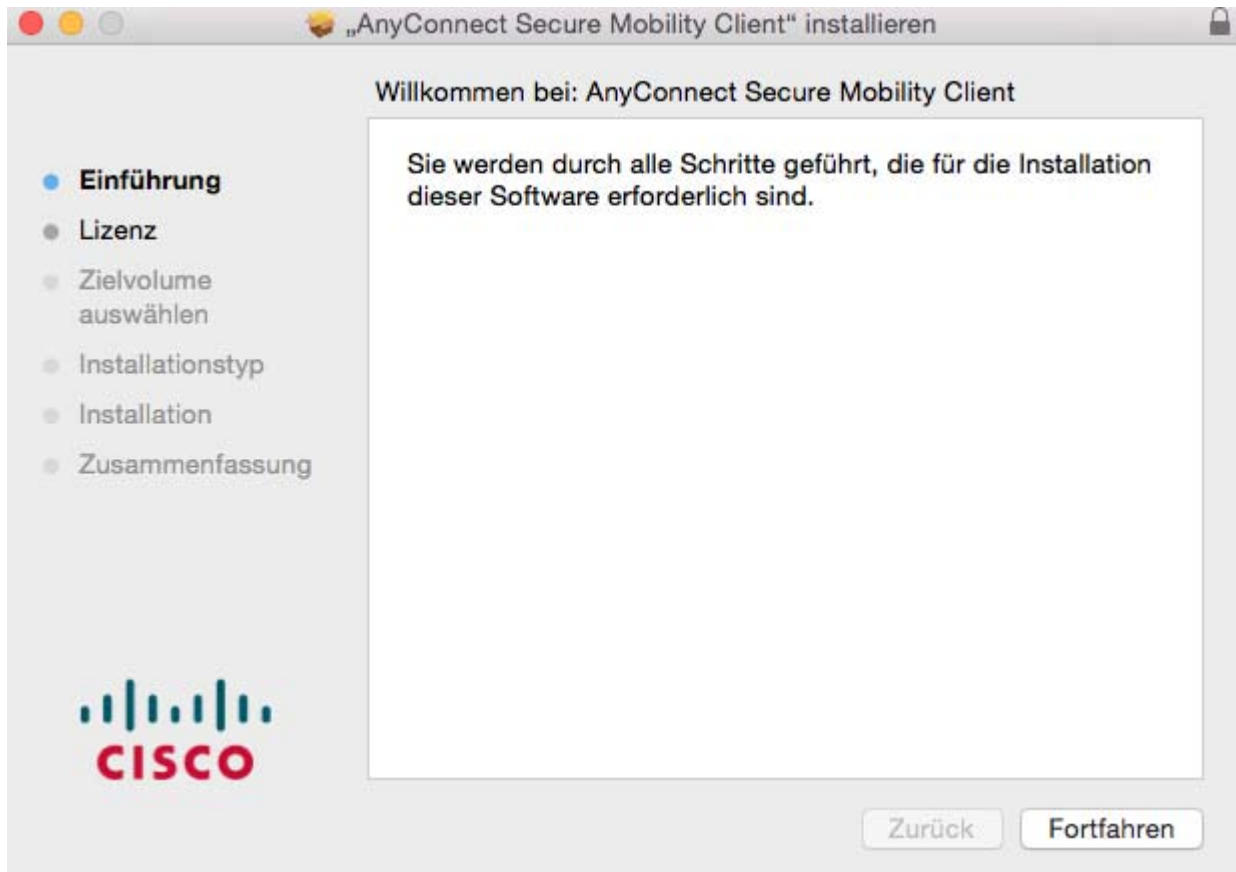 „AnyConnect Secure Mobility Client“ installieren
Willkommen bei: AnyConnect Secure Mobility Client
Einführung
Lizenz
Zielvolume
auswählen
Installationstyp
Installation
Zusammenfassung
Sie werden durch alle Schritte geführt, die für die Installation
dieser Software erforderlich sind.
CISCO
Zurück
Fortfahren